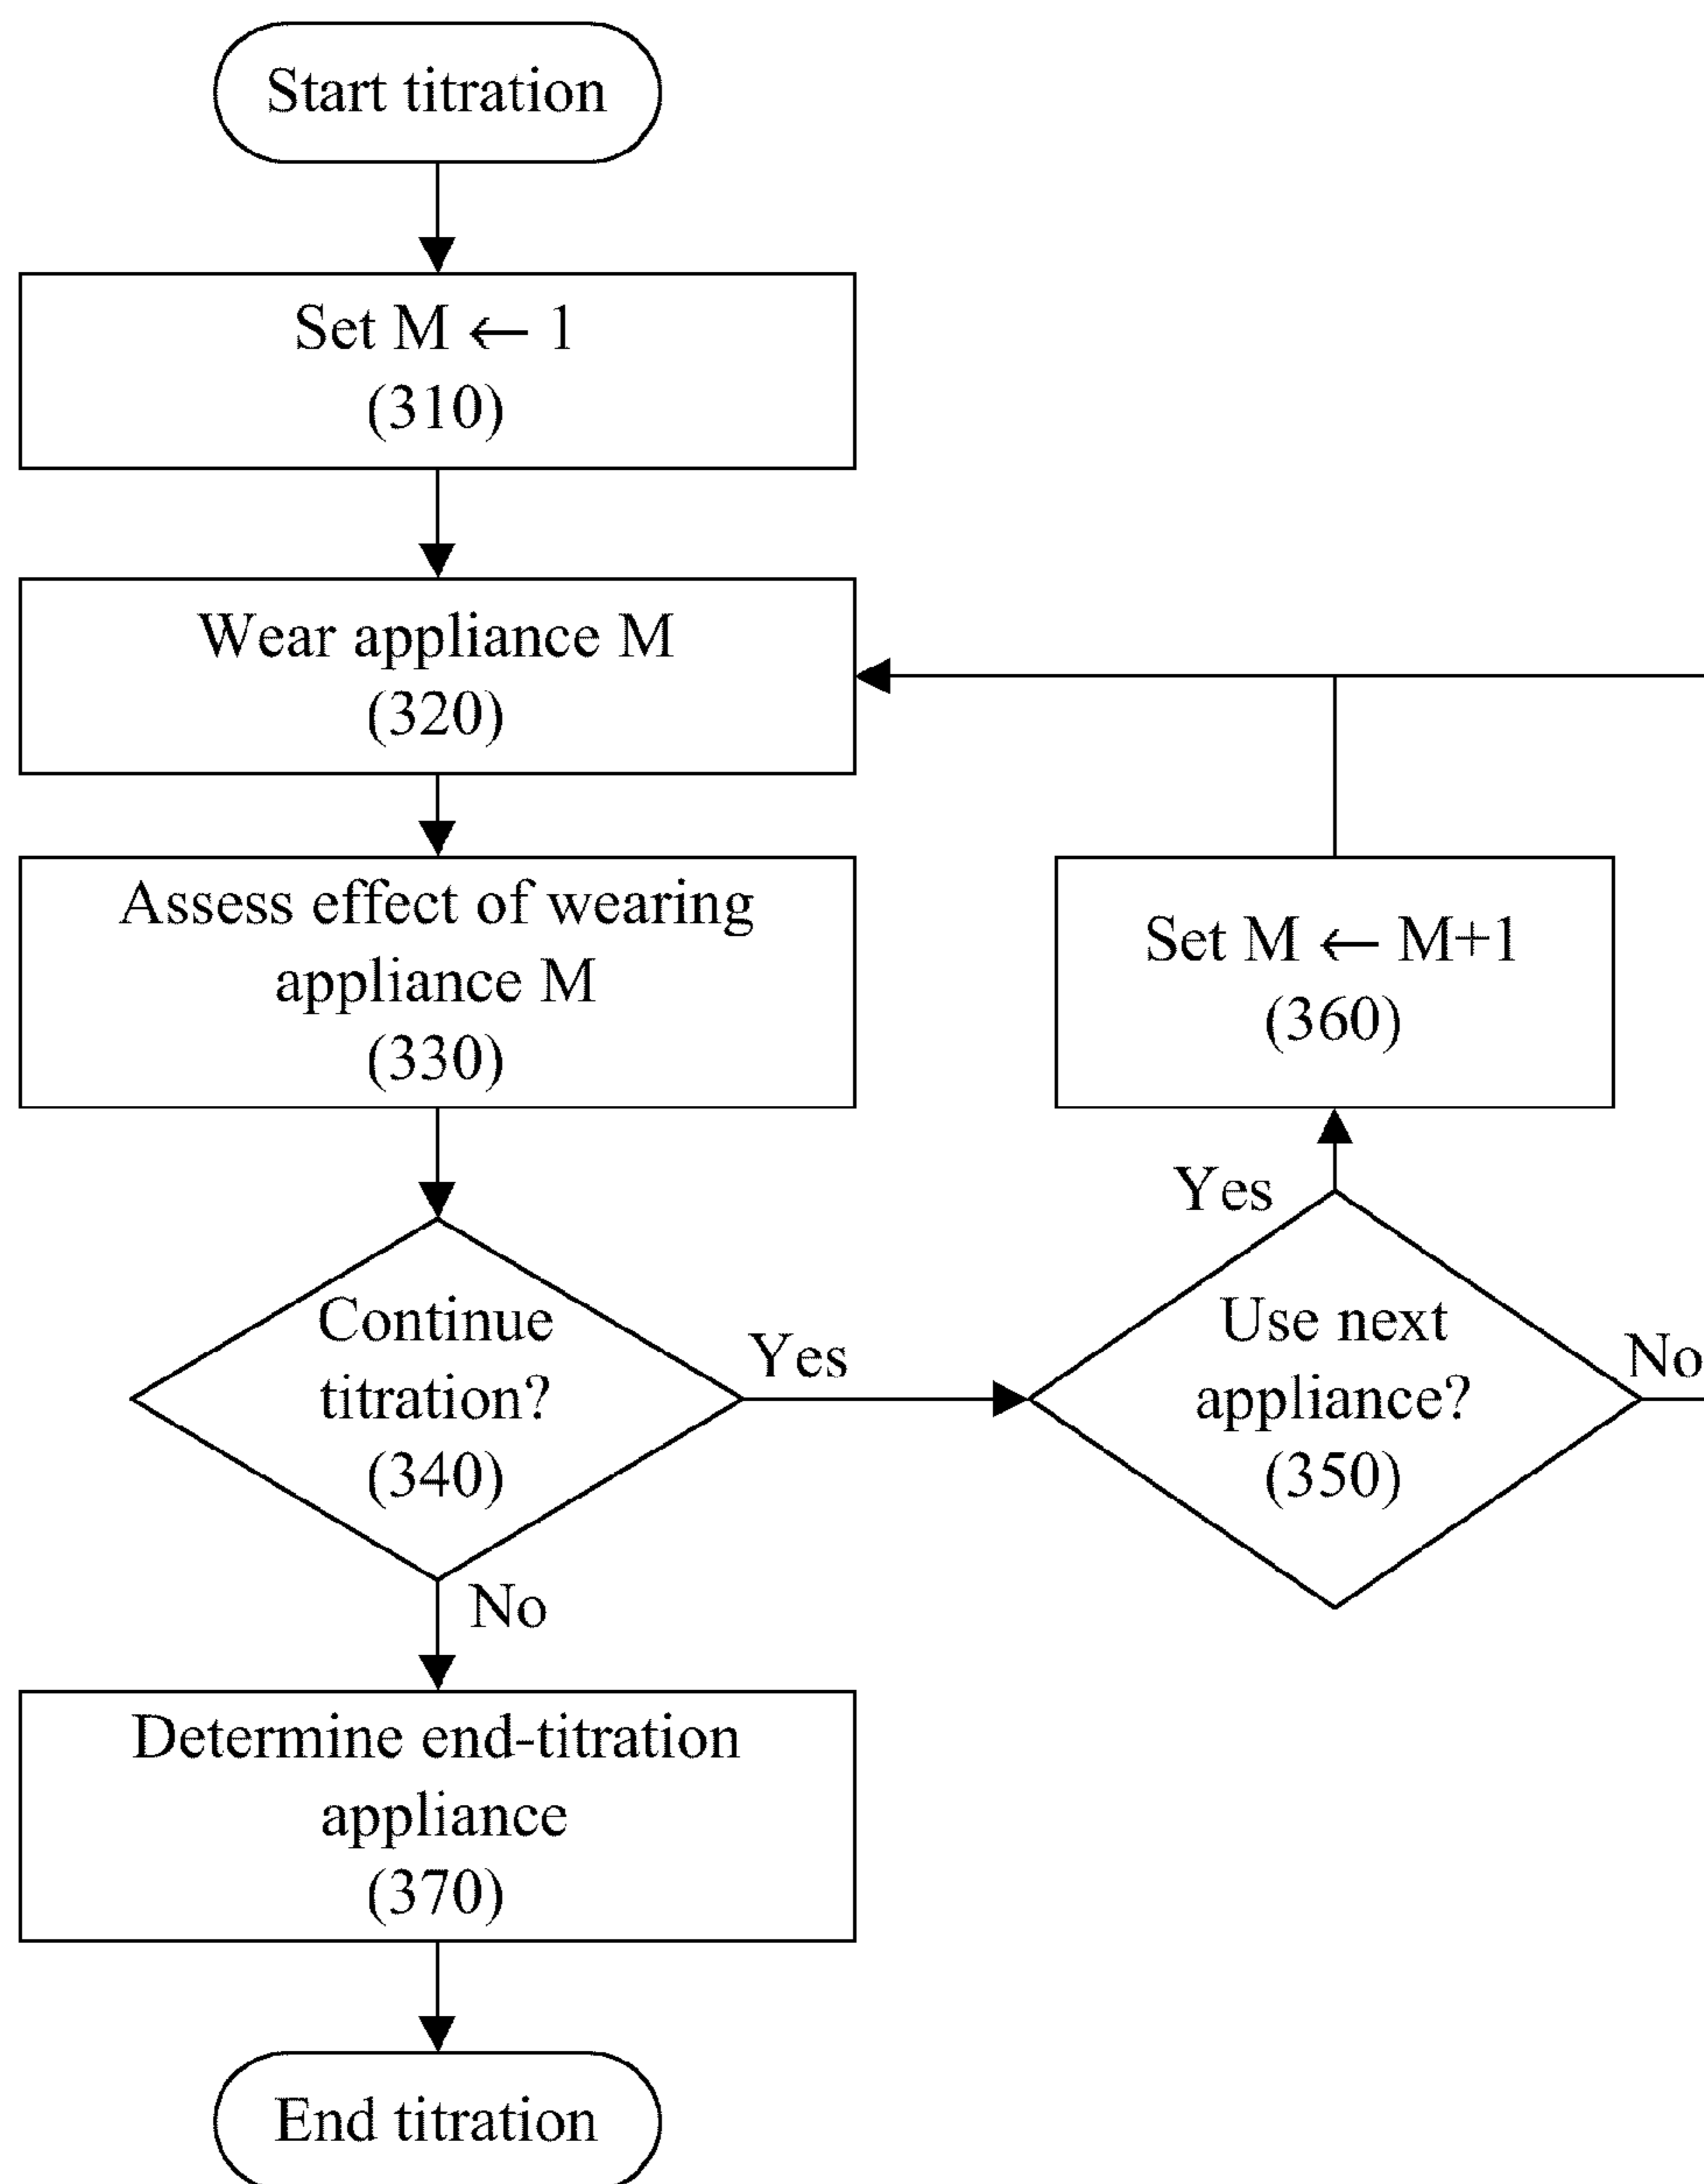 Start titration
Set M ← 1
(310)
Wear appliance M
(320)
Assess effect of wearing
appliance M
(330)
Set M ← M+1
(360)
Yes
Continue
titration?
(340)
Yes
Use next
appliance?
(350)
No
No
Determine end-titration
appliance
(370)
End titration